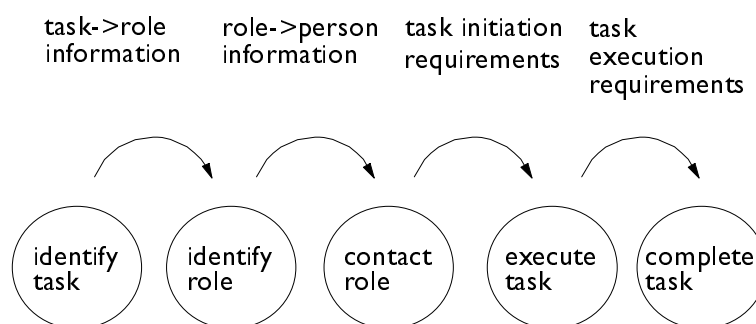 task->role
information
role->person
information
task initiation
requirements
task
execution
requirements
identify
task
identify
role
contact
role
execute
task
complete
task